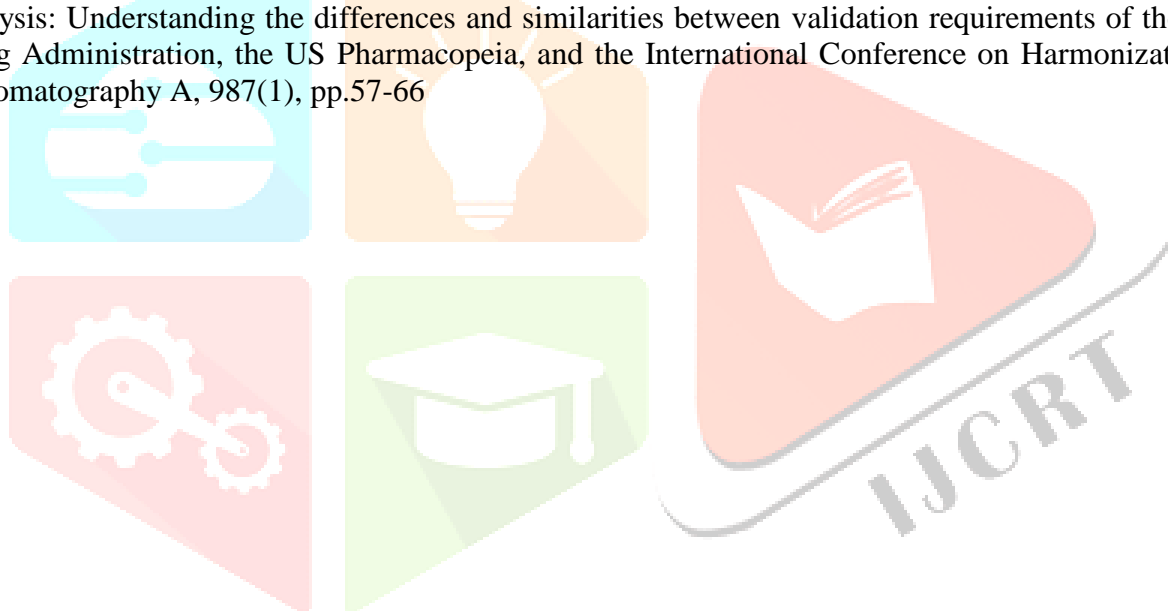 ysis: Understanding the differences and similarities between validation requirements of th
g Administration, the US Pharmacopeia, and the International Conference on Harmonizat
omatography A, 987(1), pp.57-66
IJCRT